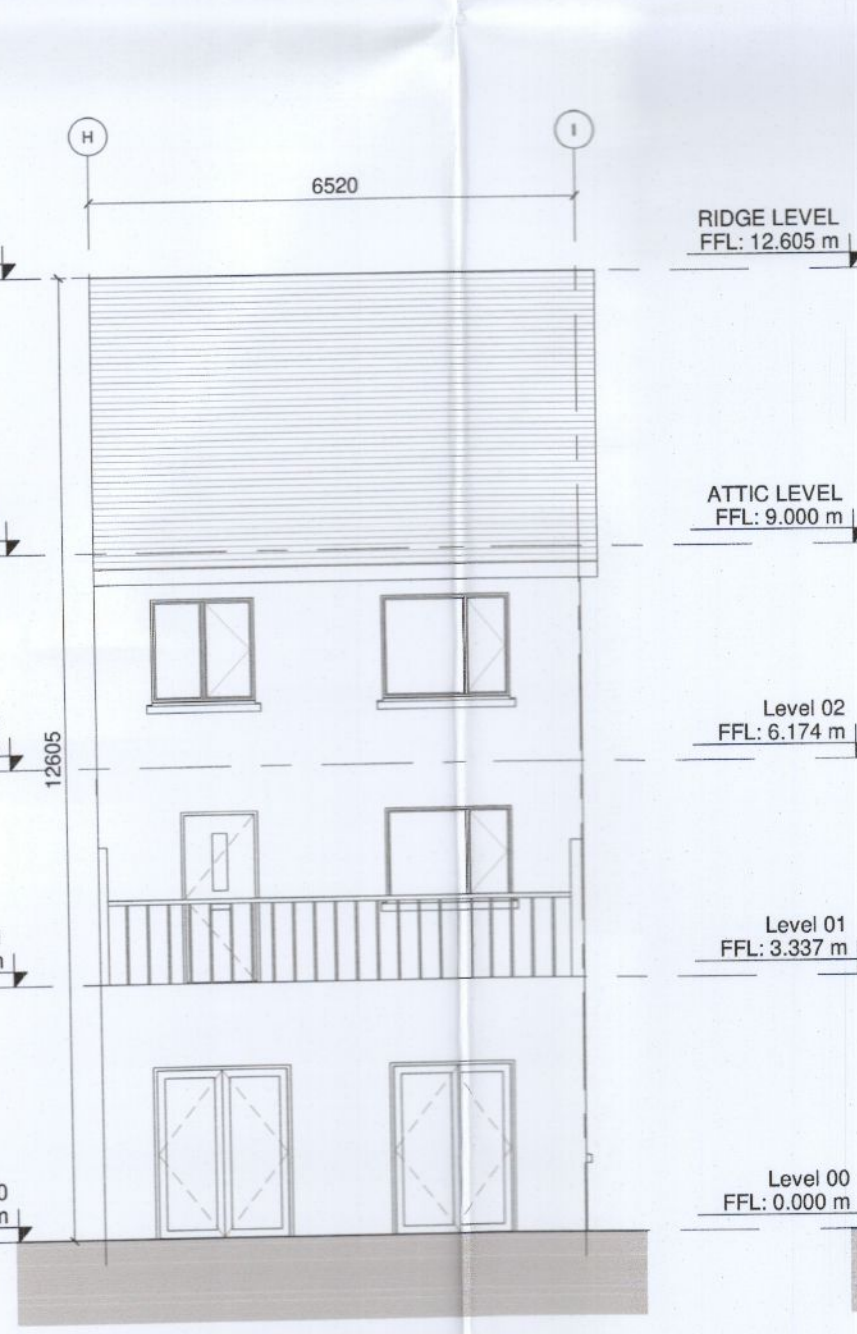 H
I
6520
RIDGE LEVEL
FFL: 12.605 m
ATTIC LEVEL
FFL: 9.000 m
Level 02
FFL: 6.174 m
12605
Level 01
FFL: 3.337 m
m
Level 00
FFL: 0.000 m
0
m